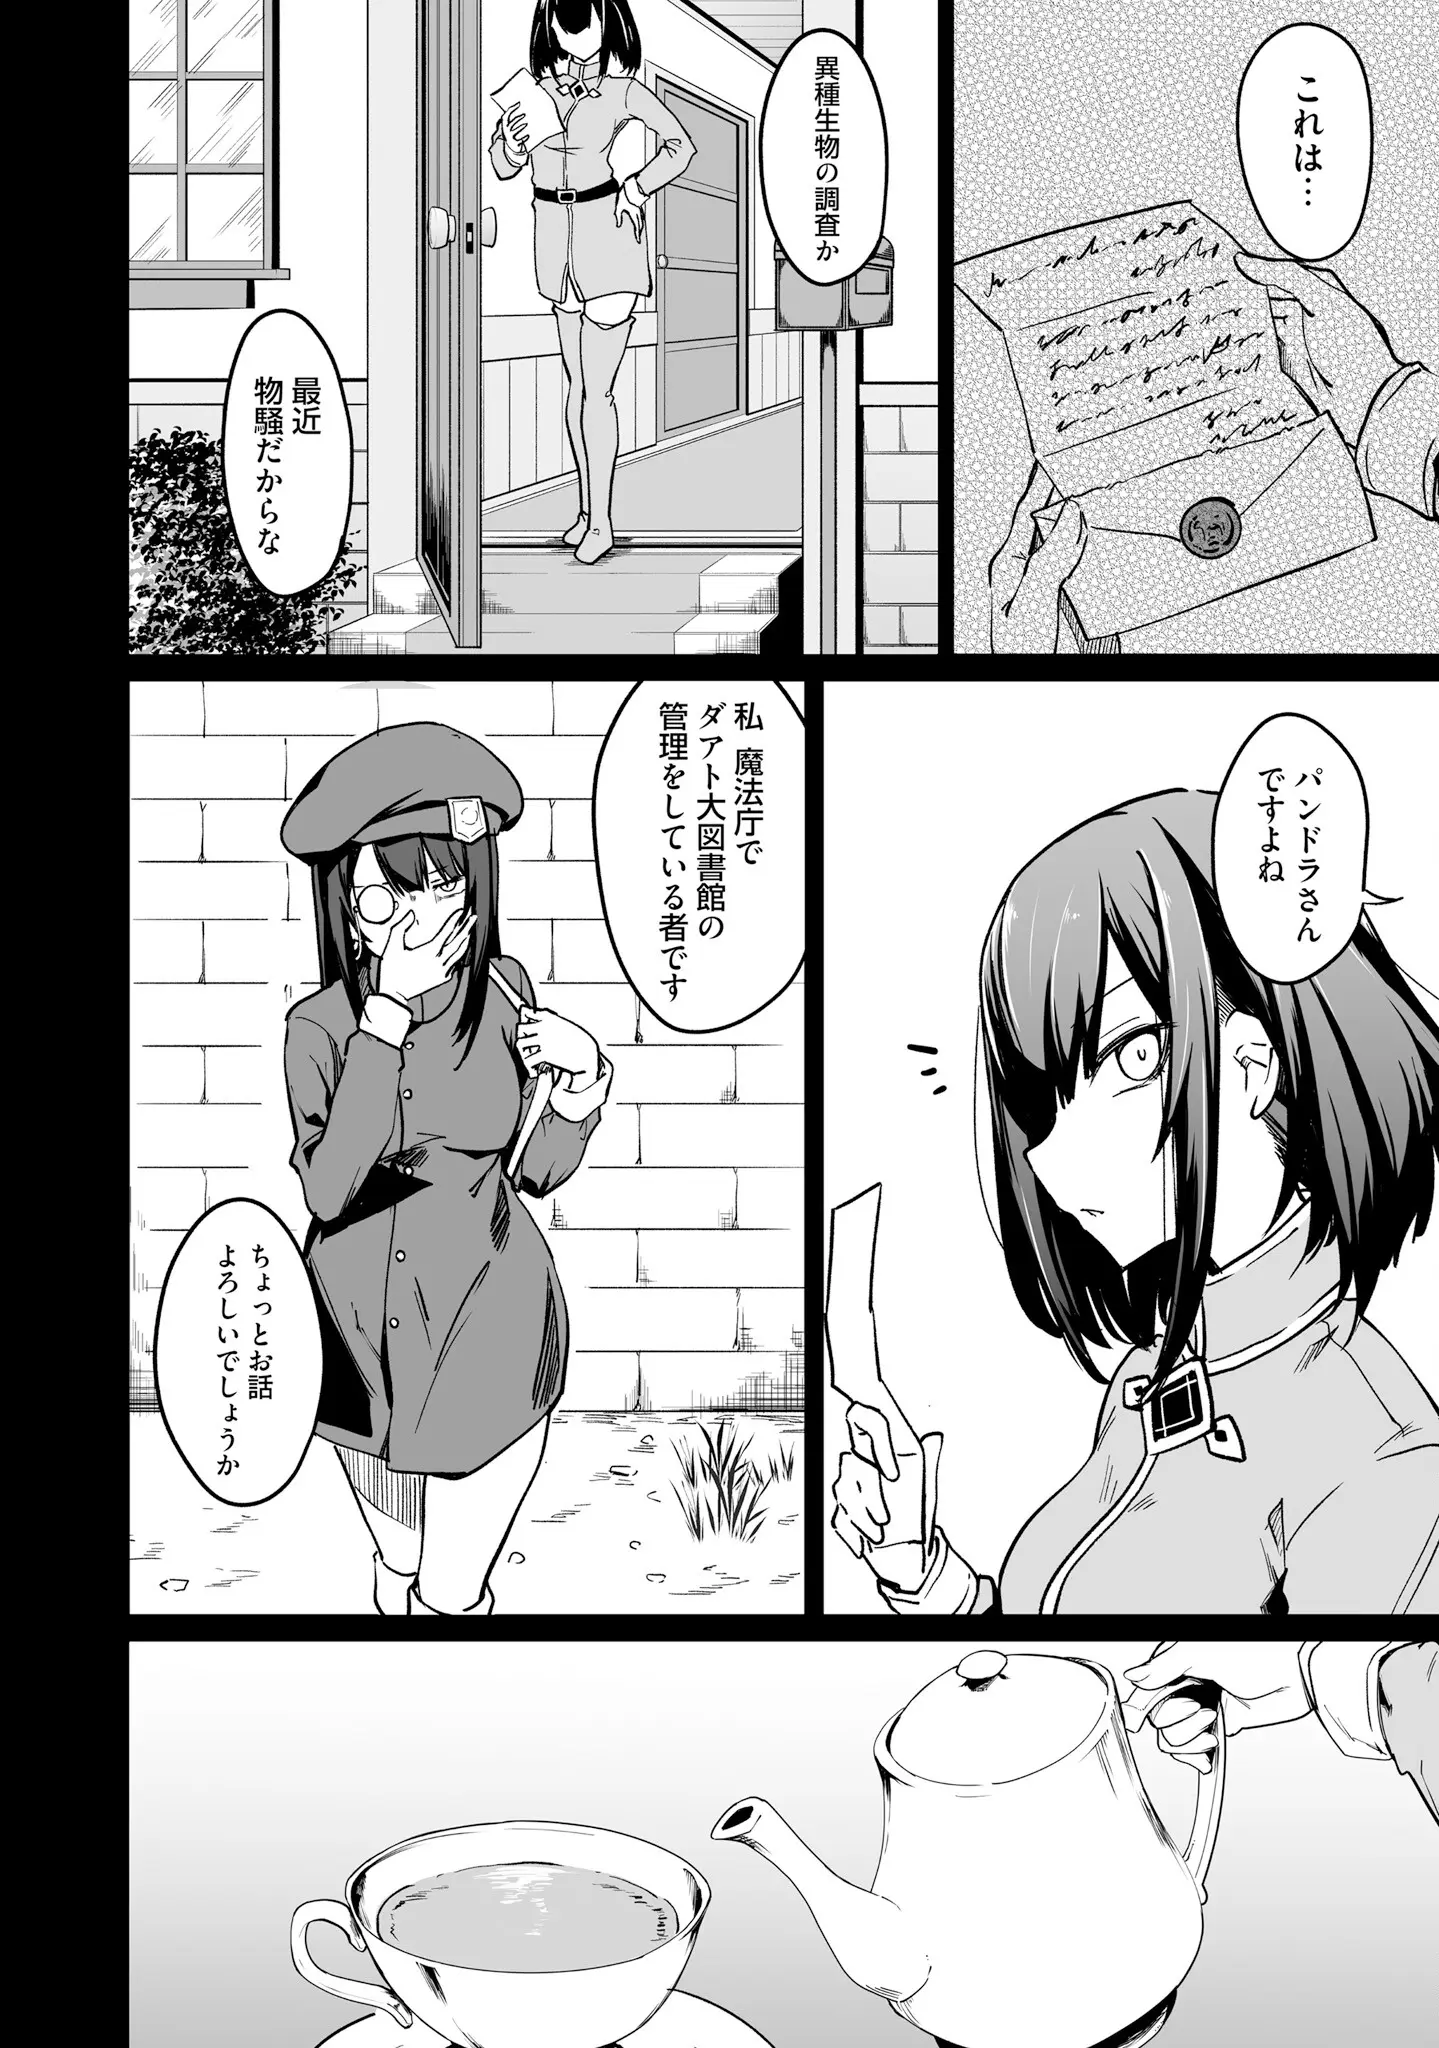 これは…
異種生物の調査か
最近
物騒だからな
パンドラさん
ですよね
私 魔法庁で
ダアト大図書館の
管理をしている者です
ちょっとお話
よろしいでしょうか